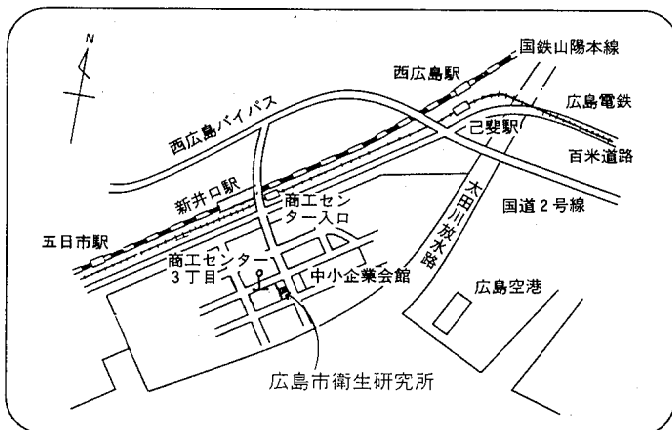 N
国鉄山陽本線
西広島駅
広島電鉄
西広島バイパス
己斐駅
百米道路
新井口駅
商工セン
ター入口
太田川放水路
国道2号線
五日市駅
商工センター
3丁目
中小企業会館
広島空港
広島市衛生研究所